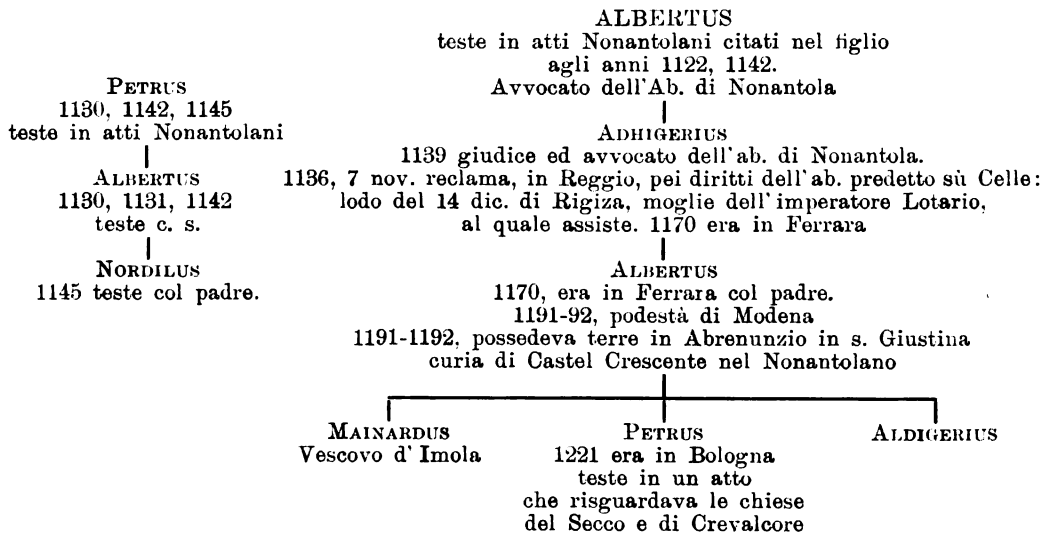 ALBERTUS
teste in atti Nonantolani citati nel figlio
agli anni 1122, 1142.
Avvocato dell'Ab. di Nonantola
ADHIGERIUS
1139 giudice ed avvocato dell'ab. di Nonantola.
1136, 7 nov. reclama, in Reggio, pei diritti dell'ab. predetto sù Celle:
lodo del 14 dic. di Rigiza, moglie dell'imperatore Lotario,
al quale assiste. 1170 era in Ferrara
ALBERTUS
1170, era in Ferrara col padre.
1191-92, podestà di Modena
1191-1192, possedeva terre in Abrenunzio in s. Giustina
curia di Castel Crescente nel Nonantolano
MAINARDUS
Vescovo d'Imola
PETRUS
1221 era in Bologna
teste in un atto
che risguardava le chiese
del Secco e di Crevalcore
ALDIGERIUS
PETRUS
1130, 1142, 1145
teste in atti Nonantolani
ALBERTUS
1130, 1131, 1142
teste c. s.
NORDILUS
1145 teste col padre.